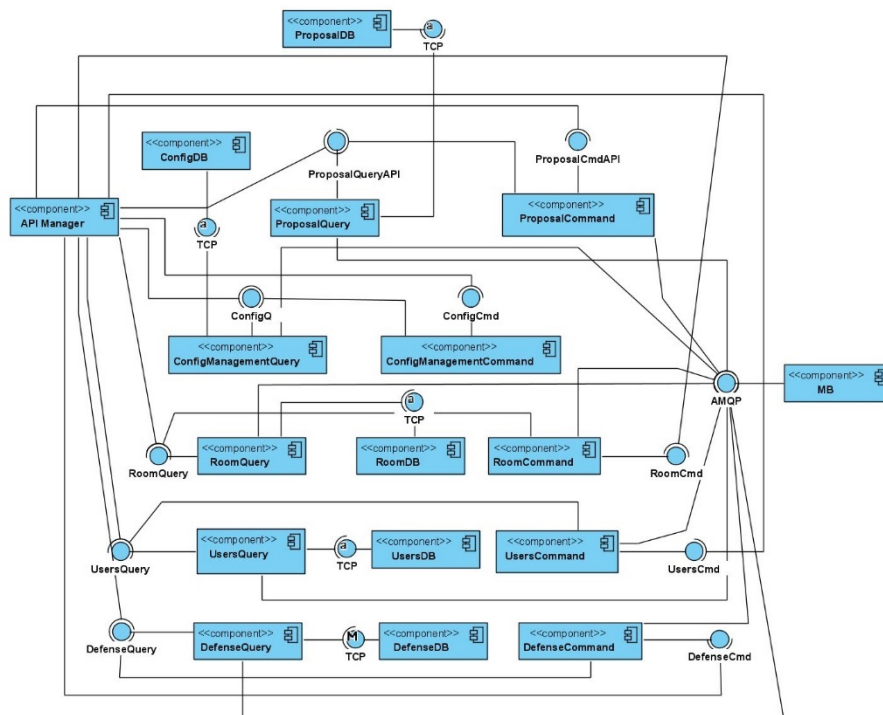 <<component>>
ProposalDB
a
TCP
<<component>>
ConfigDB
ProposalQueryAPI
ProposalCmdAPI
<<component>>
API Manager
a
TCP
<<component>>
ProposalQuery
<<component>>
ProposalCommand
ConfigQ
ConfigCmd
<<component>>
ConfigManagementQuery
<<component>>
ConfigManagementCommand
AMQP
<<component>>
MB
a
TCP
RoomQuery
<<component>>
RoomQuery
<<component>>
RoomDB
<<component>>
RoomCommand
RoomCmd
UsersQuery
<<component>>
UsersQuery
a
TCP
<<component>>
UsersDB
<<component>>
UsersCommand
UsersCmd
DefenseQuery
<<component>>
DefenseQuery
M
TCP
<<component>>
DefenseDB
<<component>>
DefenseCommand
DefenseCmd